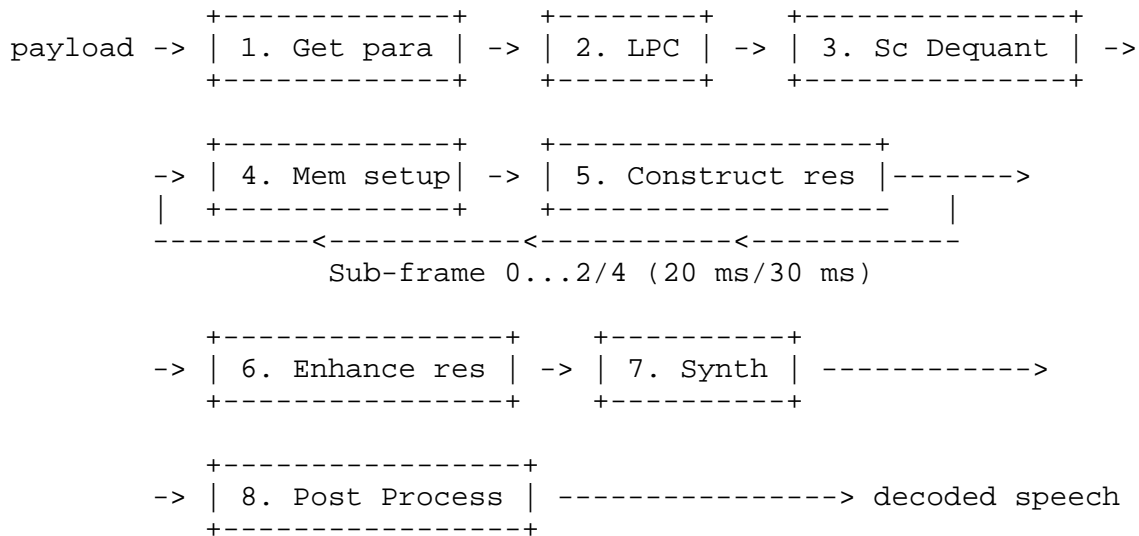 payload -> | 1. Get para | -> | 2. LPC | -> | 3. Sc Dequant | ->
-> | 4. Mem setup| -> | 5. Construct res |------->
Sub-frame 0...2/4 (20 ms/30 ms)
-> | 6. Enhance res | -> | 7. Synth | ------------>
-> | 8. Post Process | ----------------> decoded speech